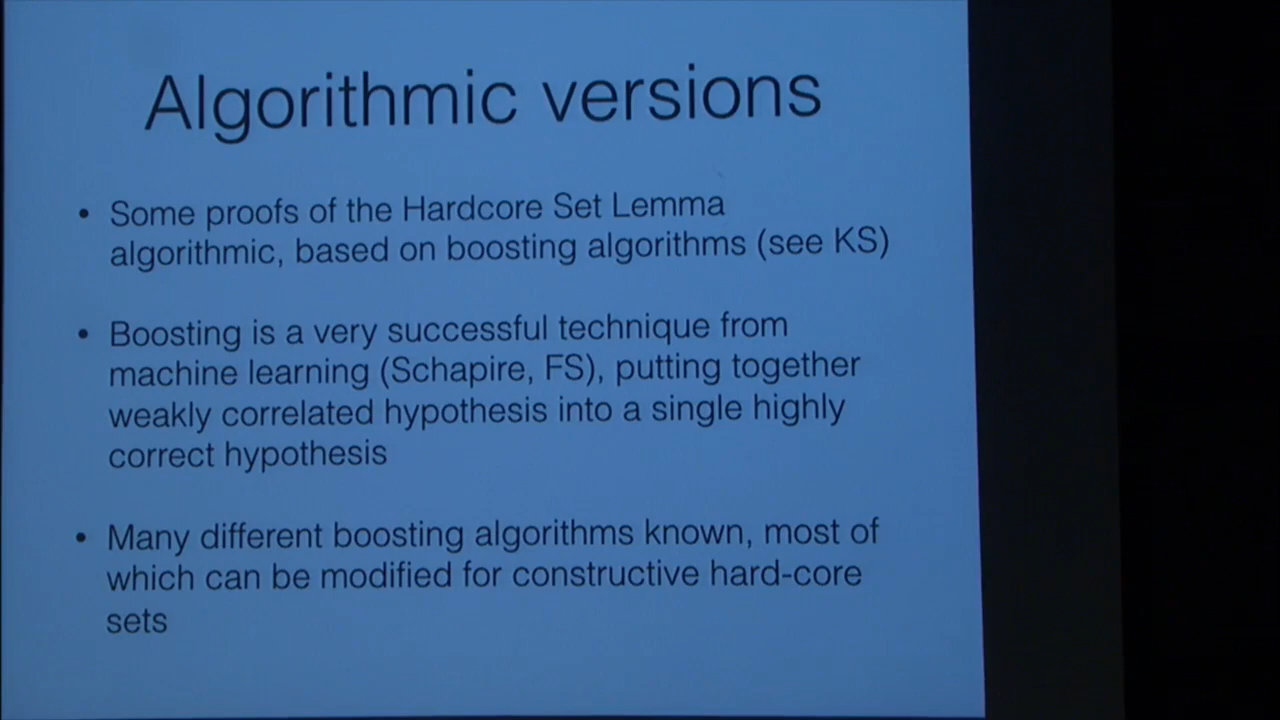 Algorithmic versions
• Some proofs of the Hardcore Set Lemma
algorithmic, based on boosting algorithms (see KS)
• Boosting is a very successful technique from
machine learning (Schapire, FS), putting together
weakly correlated hypothesis into a single highly
correct hypothesis
• Many different boosting algorithms known, most of
which can be modified for constructive hard-core
sets